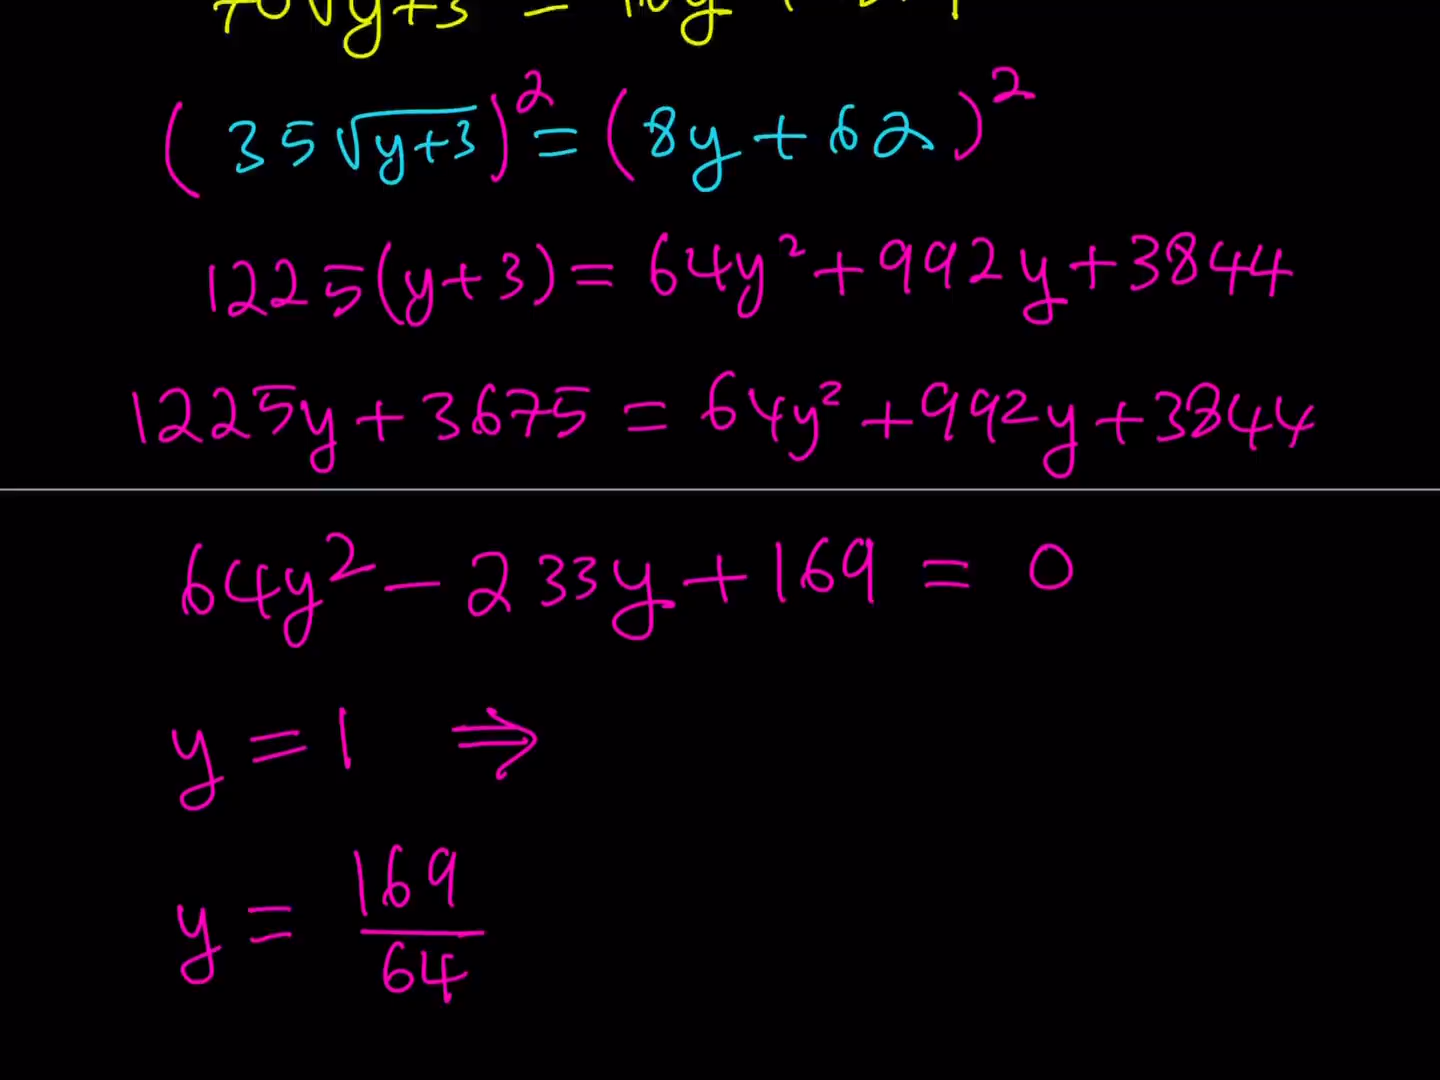 (35√y+3)² = (8y+62)²
1225(y+3) = 64y²+992y+3844
1225y+3675 = 64y²+992y+3844
64y²-233y+169 = 0
y = 1 ⇒
y = 169/64